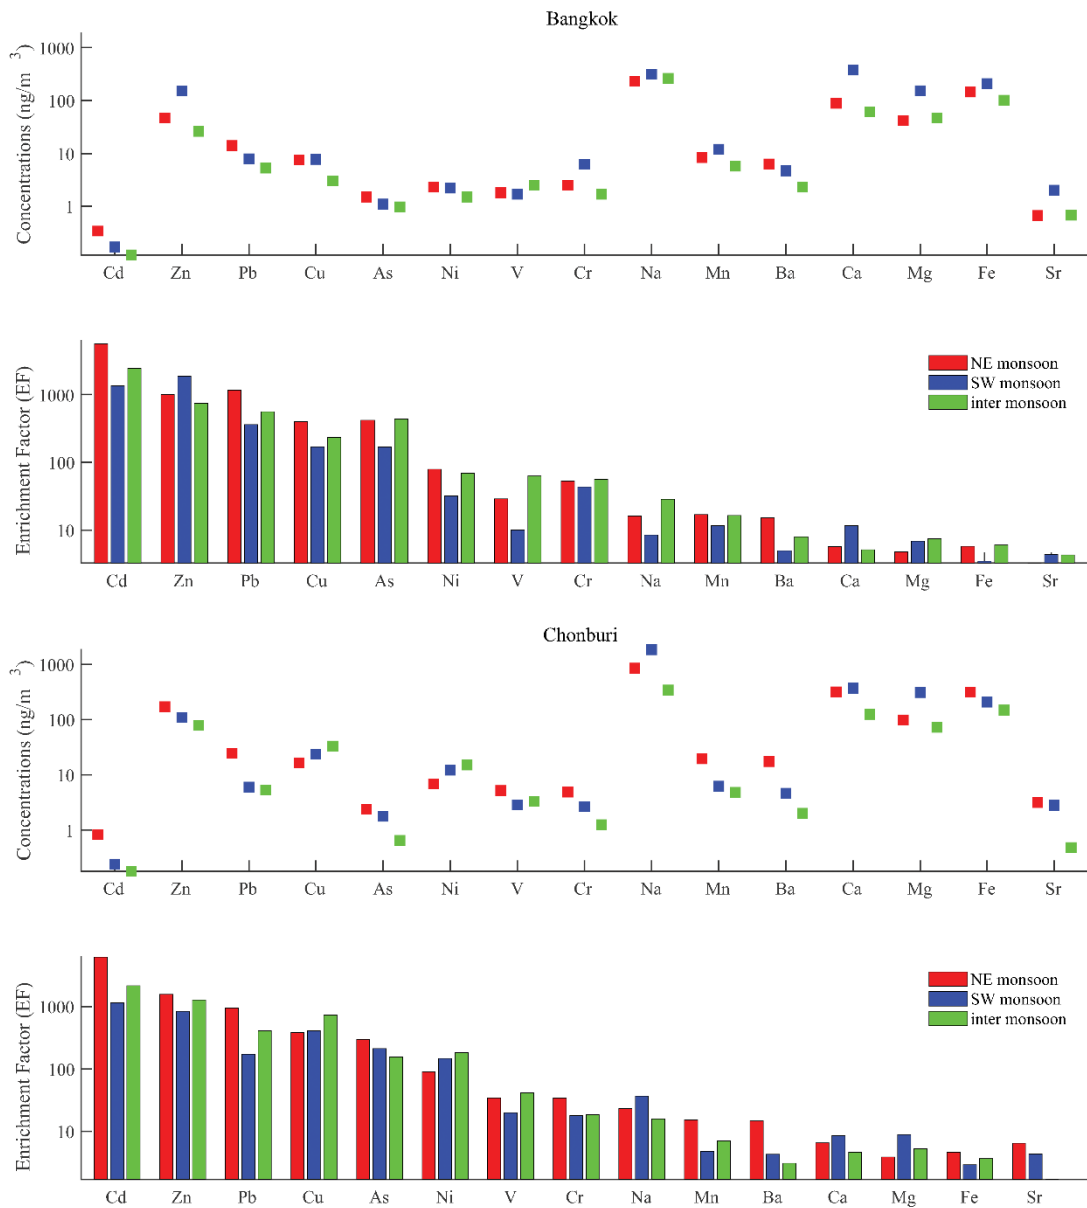 Bangkok
Concentrations (ng/m ³)
1000
100
10
1
Cd Zn Pb Cu As Ni V Cr Na Mn Ba Ca Mg Fe Sr
Enrichment Factor (EF)
1000
100
10
NE monsoon
SW monsoon
inter monsoon
Cd Zn Pb Cu As Ni V Cr Na Mn Ba Ca Mg Fe Sr
Chonburi
Concentrations (ng/m ³)
1000
100
10
1
Cd Zn Pb Cu As Ni V Cr Na Mn Ba Ca Mg Fe Sr
Enrichment Factor (EF)
1000
100
10
NE monsoon
SW monsoon
inter monsoon
Cd Zn Pb Cu As Ni V Cr Na Mn Ba Ca Mg Fe Sr